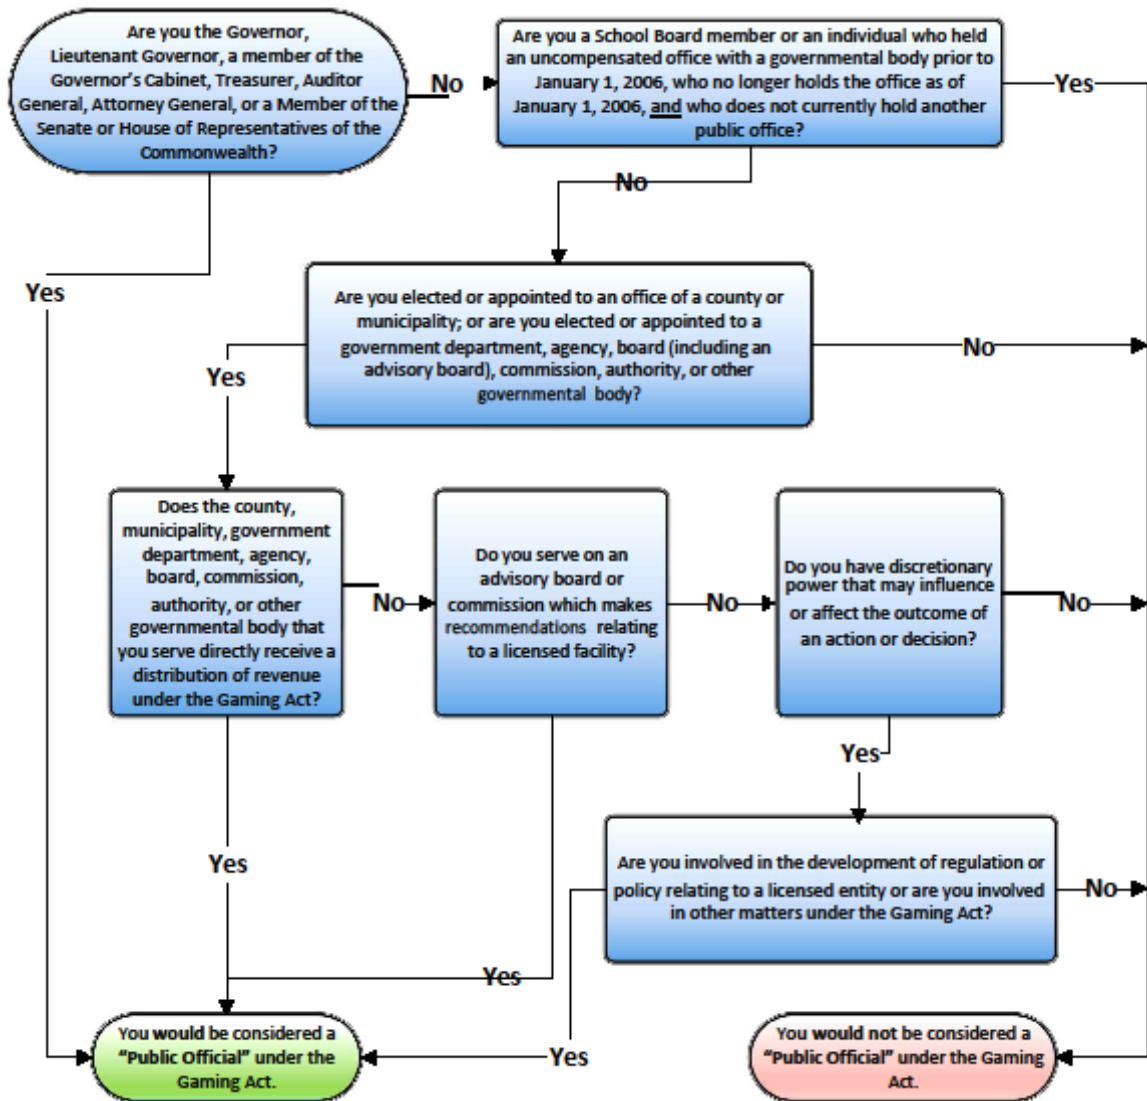 Are you the Governor,
Lieutenant Governor, a member of the
Governor's Cabinet, Treasurer, Auditor
General, Attorney General, or a Member of the
Senate or House of Representatives of the
Commonwealth?
No
Are you a School Board member or an individual who held
an uncompensated office with a governmental body prior to
January 1, 2006, who no longer holds the office as of
January 1, 2006, and who does not currently hold another
public office?
Yes
No
Yes
Are you elected or appointed to an office of a county or
municipality; or are you elected or appointed to a
government department, agency, board (including an
advisory board), commission, authority, or other
governmental body?
No
Yes
Does the county,
municipality, government
department, agency,
board, commission,
authority, or other
governmental body that
you serve directly receive a
distribution of revenue
under the Gaming Act?
No
Do you serve on an
advisory board or
commission which makes
recommendations relating
to a licensed facility?
No
Do you have discretionary
power that may influence
or affect the outcome of
an action or decision?
No
Yes
Yes
Are you involved in the development of regulation or
policy relating to a licensed entity or are you involved
in other matters under the Gaming Act?
No
Yes
You would be considered a
"Public Official" under the
Gaming Act.
Yes
You would not be considered a
"Public Official" under the Gaming
Act.